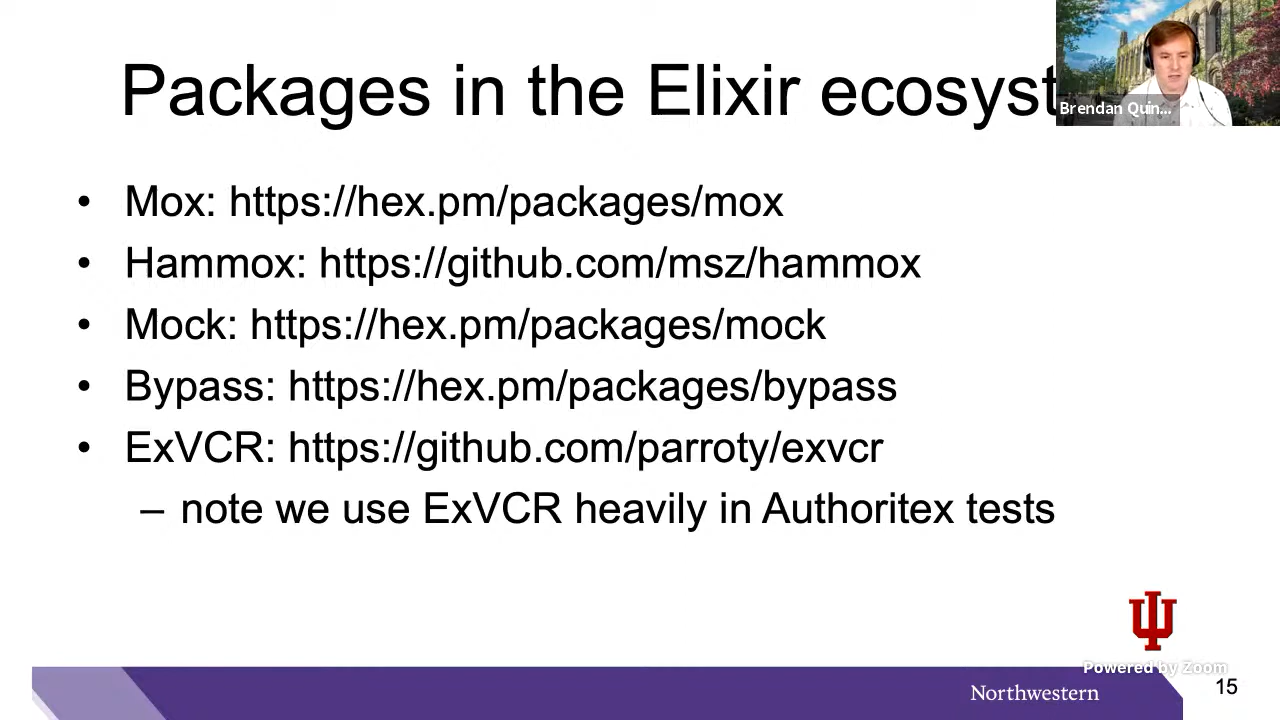 Packages in the Elixir ecosyst
Brendan Quin...
• Mox: https://hex.pm/packages/mox
• Hammox: https://github.com/msz/hammox
• Mock: https://hex.pm/packages/mock
• Bypass: https://hex.pm/packages/bypass
• ExVCR: https://github.com/parroty/exvcr
– note we use ExVCR heavily in Authoritex tests
Powered by Zoom
Northwestern
15